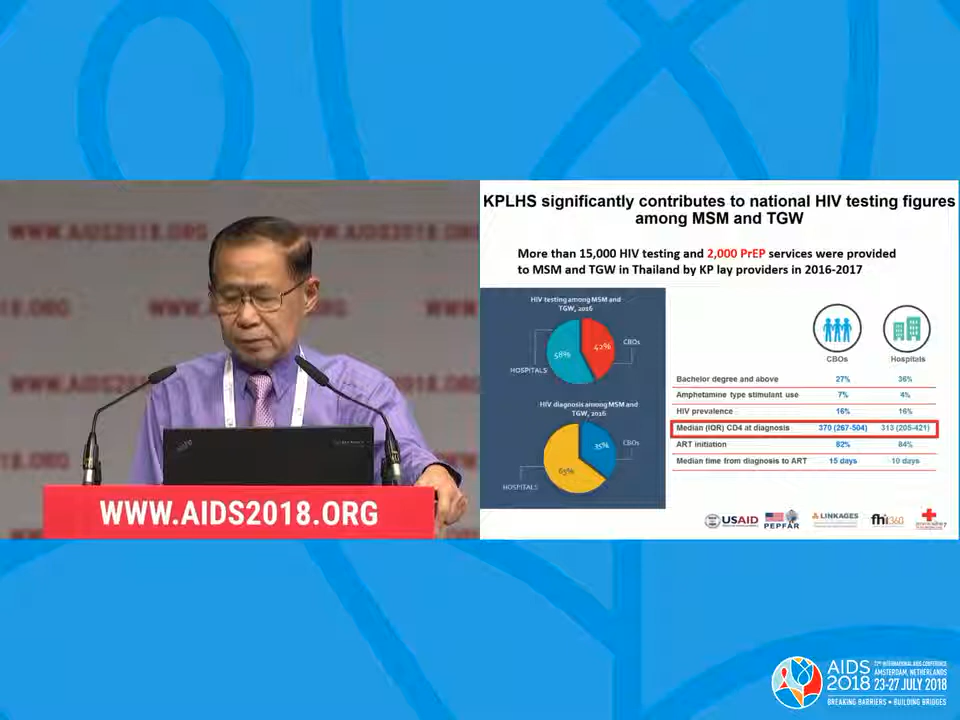 WWW.AIDS2018.ORG
KPLHS significantly contributes to national HIV testing figures
among MSM and TGW
More than 15,000 HIV testing and 2,000 PrEP services were provided
to MSM and TGW in Thailand by KP lay providers in 2016-2017
HIV testing among MSM and
TGW, 2016
58%
42%
CBOs
HOSPITALS
HIV diagnosis among MSM and
TGW, 2016
35%
CBOs
65%
HOSPITALS
CBOs Hospitals
Bachelor degree and above 27% 36%
Amphetamine type stimulant use 7% 4%
HIV prevalence 16% 16%
Median (IQR) CD4 at diagnosis 370 (267-504) 313 (205-421)
ART initiation 82% 84%
Median time from diagnosis to ART 15 days 10 days
USAID
PEPFAR
LINKAGES
fhi360
WWW.AIDS2018.ORG
AIDS
2018
22ND INTERNATIONAL AIDS CONFERENCE
AMSTERDAM, NETHERLANDS
23-27 JULY 2018
BREAKING BARRIERS • BUILDING BRIDGES